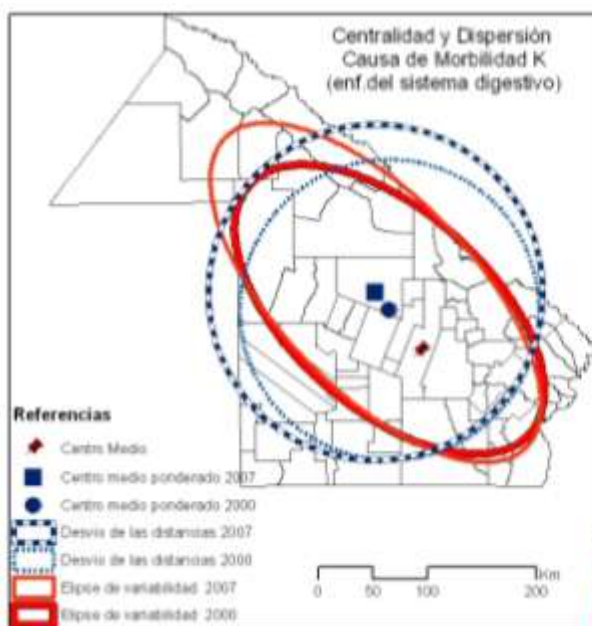 Centralidad y Dispersión
Causa de Morbilidad K
(enf.del sistema digestivo)
Referencias
Centro Medio
Centro medio ponderado 2007
Centro medio ponderado 2000
Desvio de las distancias 2007
Desvio de las distancias 2000
Elipse de variabilidad 2007
Elipse de variabilidad 2000
Km
0 50 100 200